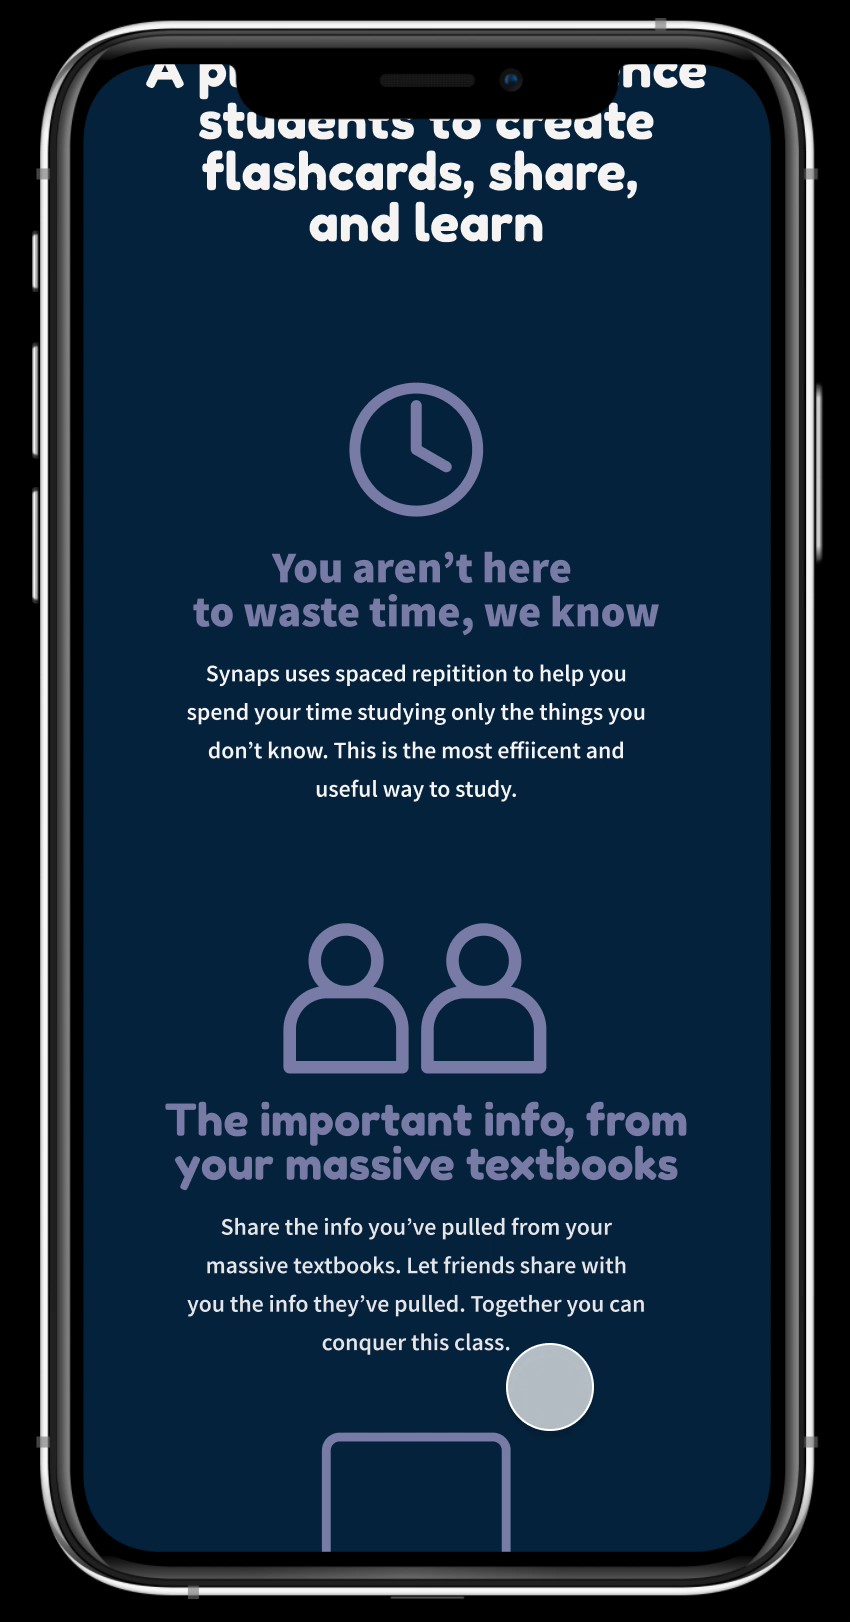 A
students to create
flashcards, share,
and learn
You aren’t here
to waste time, we know
Synaps uses spaced repitition to help you
spend your time studying only the things you
don’t know. This is the most effiicent and
useful way to study.
The important info, from
your massive textbooks
Share the info you’ve pulled from your
massive textbooks. Let friends share with
you the info they’ve pulled. Together you can
conquer this class.